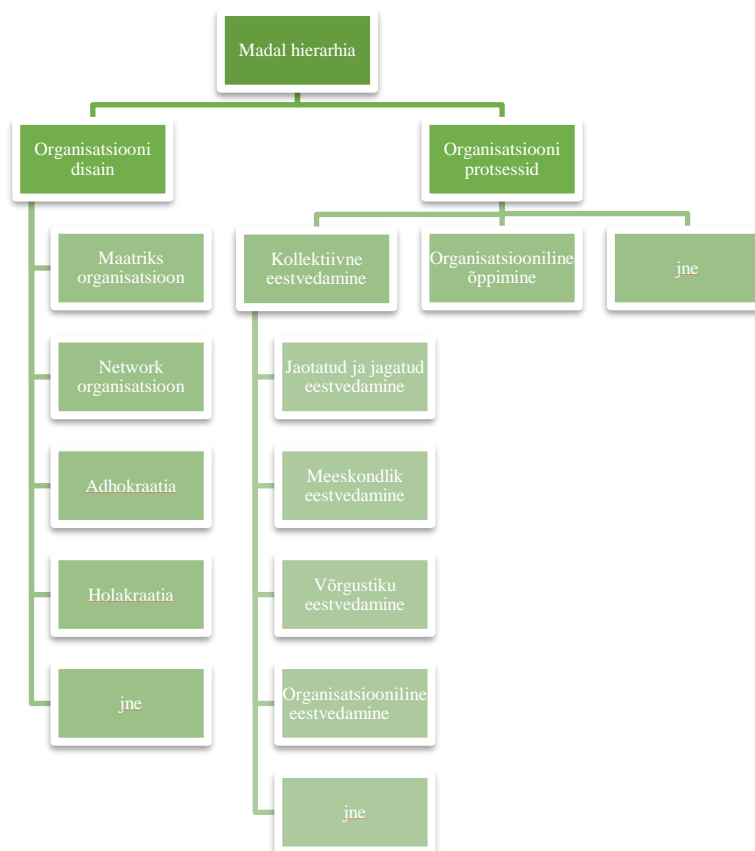 Madal hierarhia
Organisatsiooni
disain
Organisatsiooni
protsessid
Maatriks
organisatsioon
Network
organisatsioon
Adhokraatia
Holakraatia
jne
Kollektiivne
eestvedamine
Organisatsiooniline
õppimine
jne
Jaotatud ja jagatud
eestvedamine
Meeskondlik
eestvedamine
Võrgustiku
eestvedamine
Organisatsiooniline
eestvedamine
jne